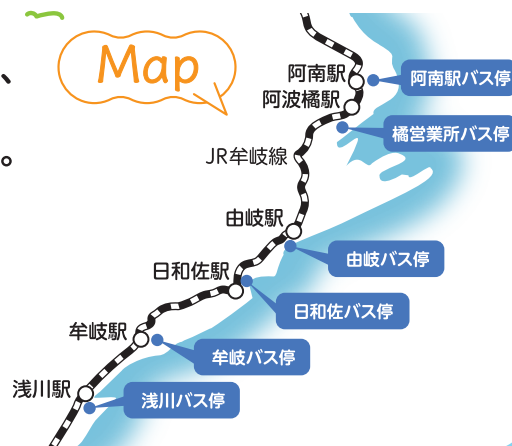 、
。
Map
阿南駅
阿南駅バス停
阿波橘駅
橘営業所バス停
JR牟岐線
由岐駅
由岐バス停
日和佐駅
日和佐バス停
牟岐駅
牟岐バス停
浅川駅
浅川バス停